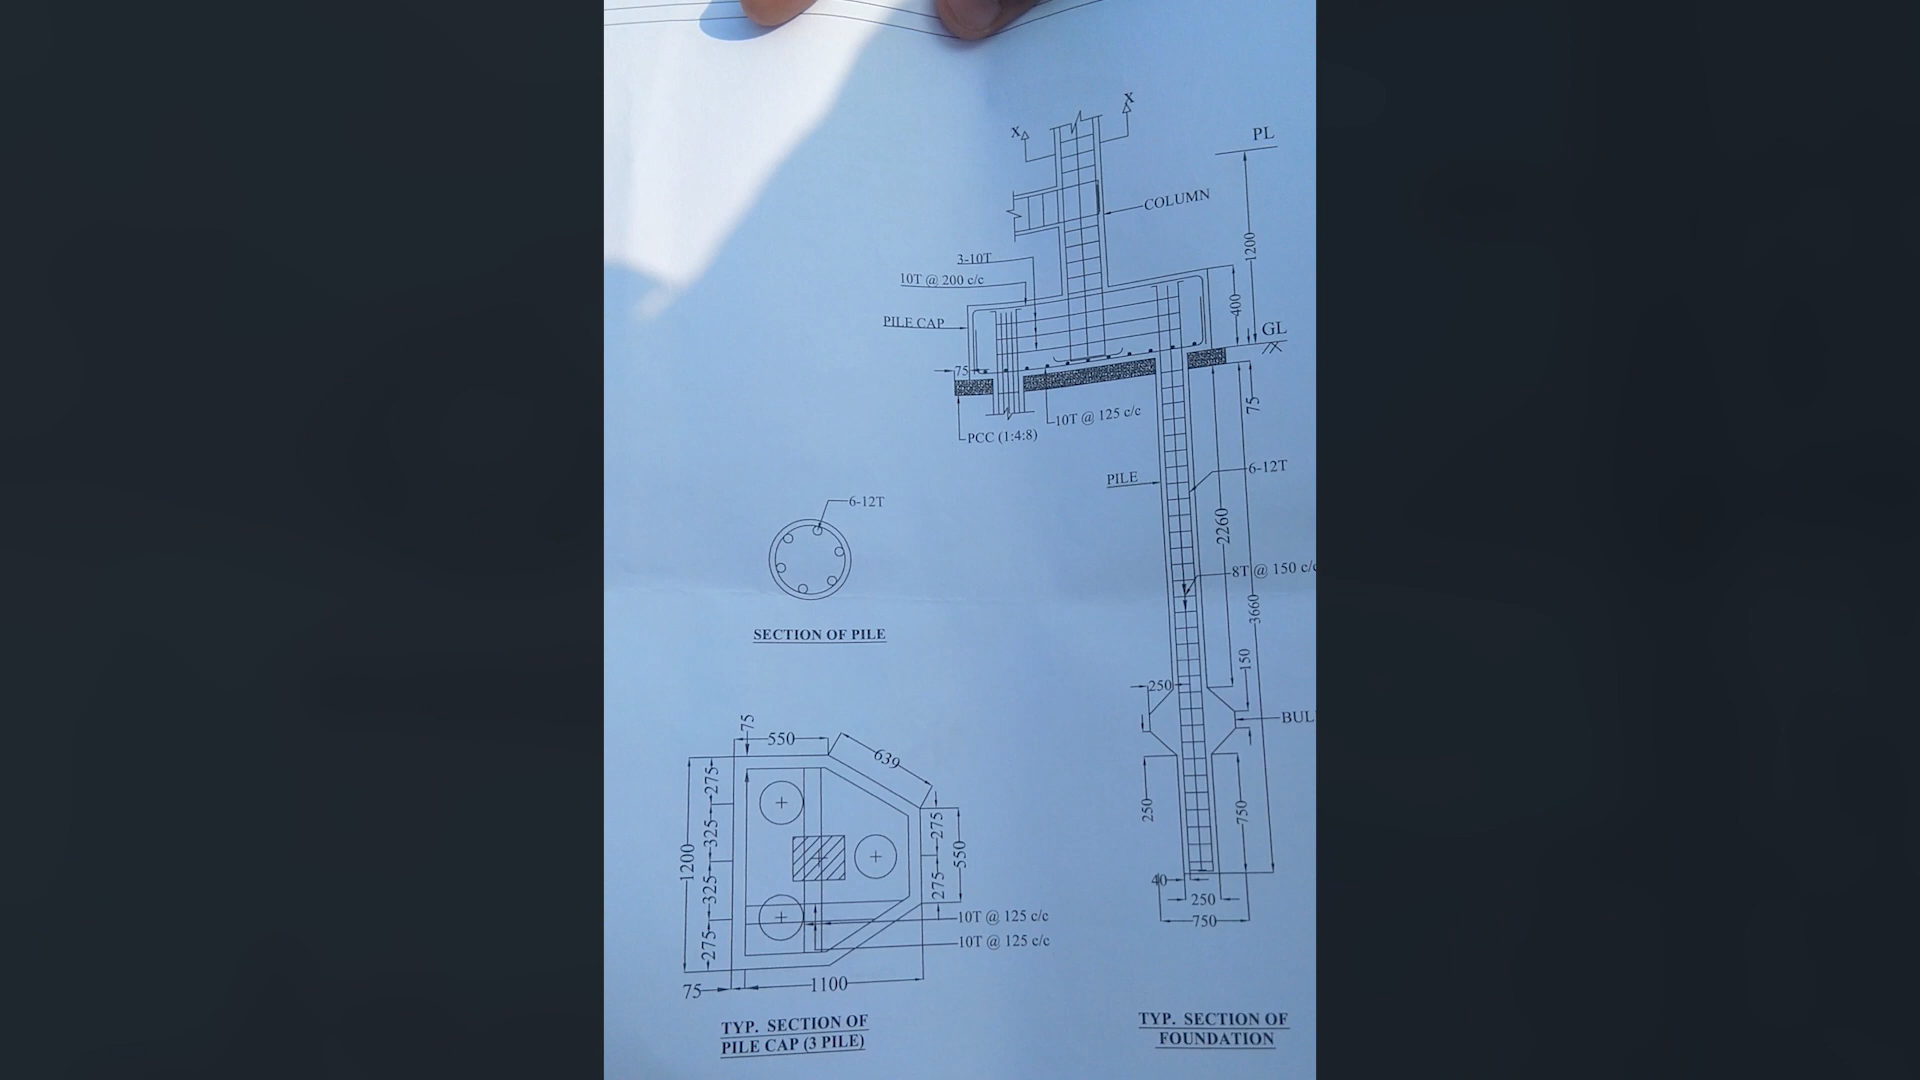 X
X
PL
COLUMN
1200
3-10T
10T @ 200 c/c
400
PILE CAP
GL
75
75
10T @ 125 c/c
PCC (1:4:8)
PILE
6-12T
6-12T
2260
8T @ 150 c/c
3660
SECTION OF PILE
150
250
BUL
250
750
40
250
750
75
550
639
275
325
1200
325
275
275
550
275
10T @ 125 c/c
10T @ 125 c/c
75
1100
TYP. SECTION OF
PILE CAP (3 PILE)
TYP. SECTION OF
FOUNDATION